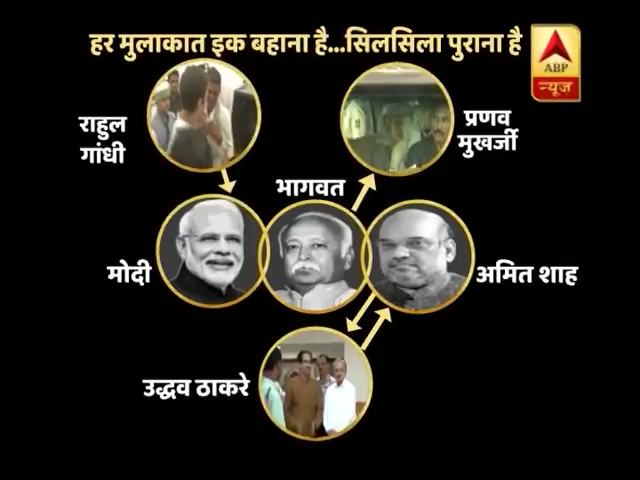 हर मुलाकात इक बहाना है...सिलसिला पुराना है
ABP
न्यूज़
राहुल
गांधी
प्रणव
मुखर्जी
भागवत
मोदी
अमित शाह
उद्धव ठाकरे